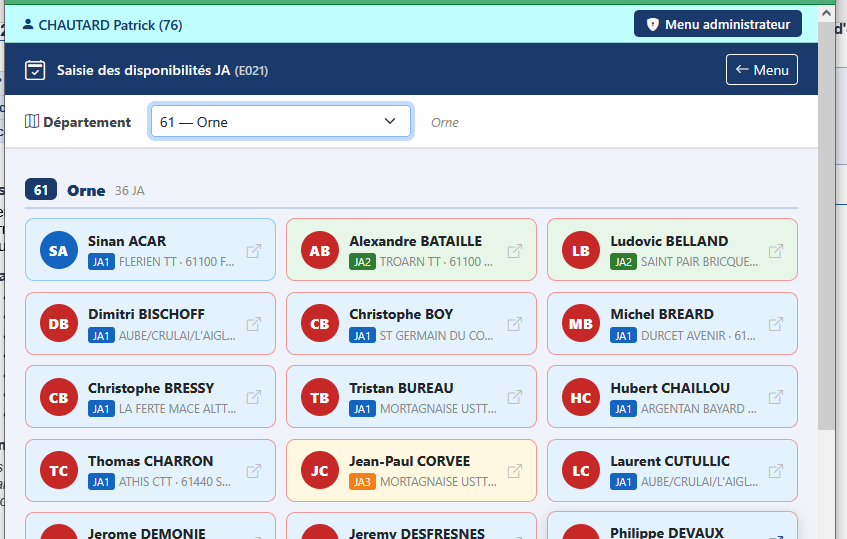 CHAUTARD Patrick (76)
Menu administrateur
Saisie des disponibilités JA (E021)
← Menu
Département
61 — Orne
Orne
61 Orne 36 JA
SA
Sinan ACAR
JA1 FLERIEN TT · 61100 F...
AB
Alexandre BATAILLE
JA2 TROARN TT · 61100 ...
LB
Ludovic BELLAND
JA2 SAINT PAIR BRICQUE...
DB
Dimitri BISCHOFF
JA1 AUBE/CRULAI/L'AIGL...
CB
Christophe BOY
JA1 ST GERMAIN DU CO...
MB
Michel BREARD
JA1 DURCET AVENIR · 61...
CB
Christophe BRESSY
JA1 LA FERTE MACE ALTT...
TB
Tristan BUREAU
JA1 MORTAGNAISE USTT...
HC
Hubert CHAILLOU
JA1 ARGENTAN BAYARD ...
TC
Thomas CHARRON
JA1 ATHIS CTT · 61440 S...
JC
Jean-Paul CORVEE
JA3 MORTAGNAISE USTT...
LC
Laurent CUTULLIC
JA1 AUBE/CRULAI/L'AIGL...
Jerome DEMONIE
Jeremy DESFRESNES
Philippe DEVAUX